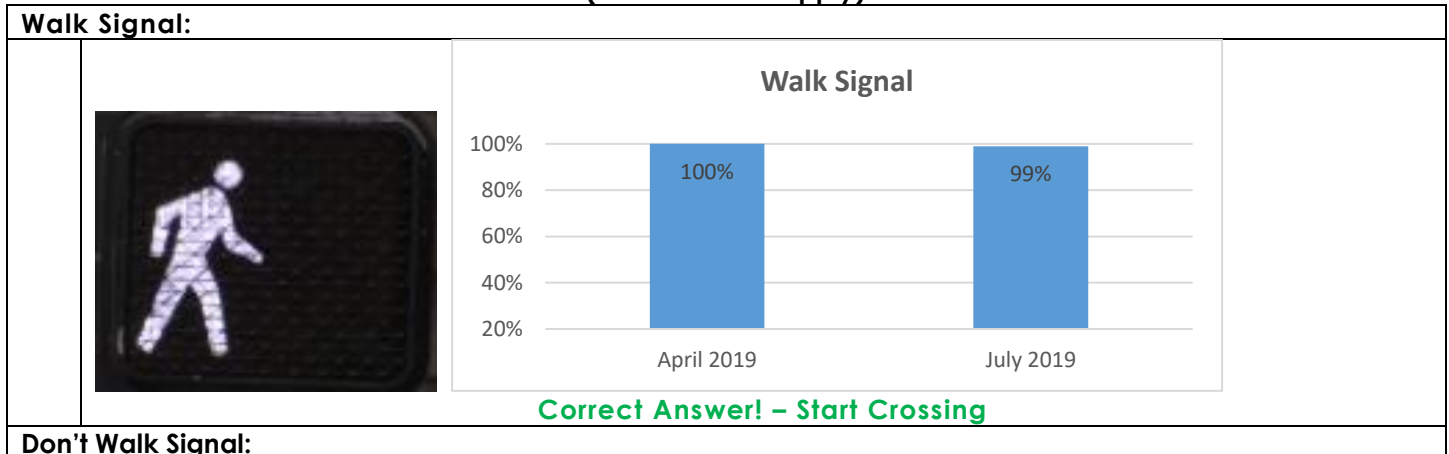 Walk Signal:
Walk Signal
100%
80%
60%
40%
20%
100%
99%
April 2019
July 2019
Correct Answer! – Start Crossing
Don't Walk Signal: